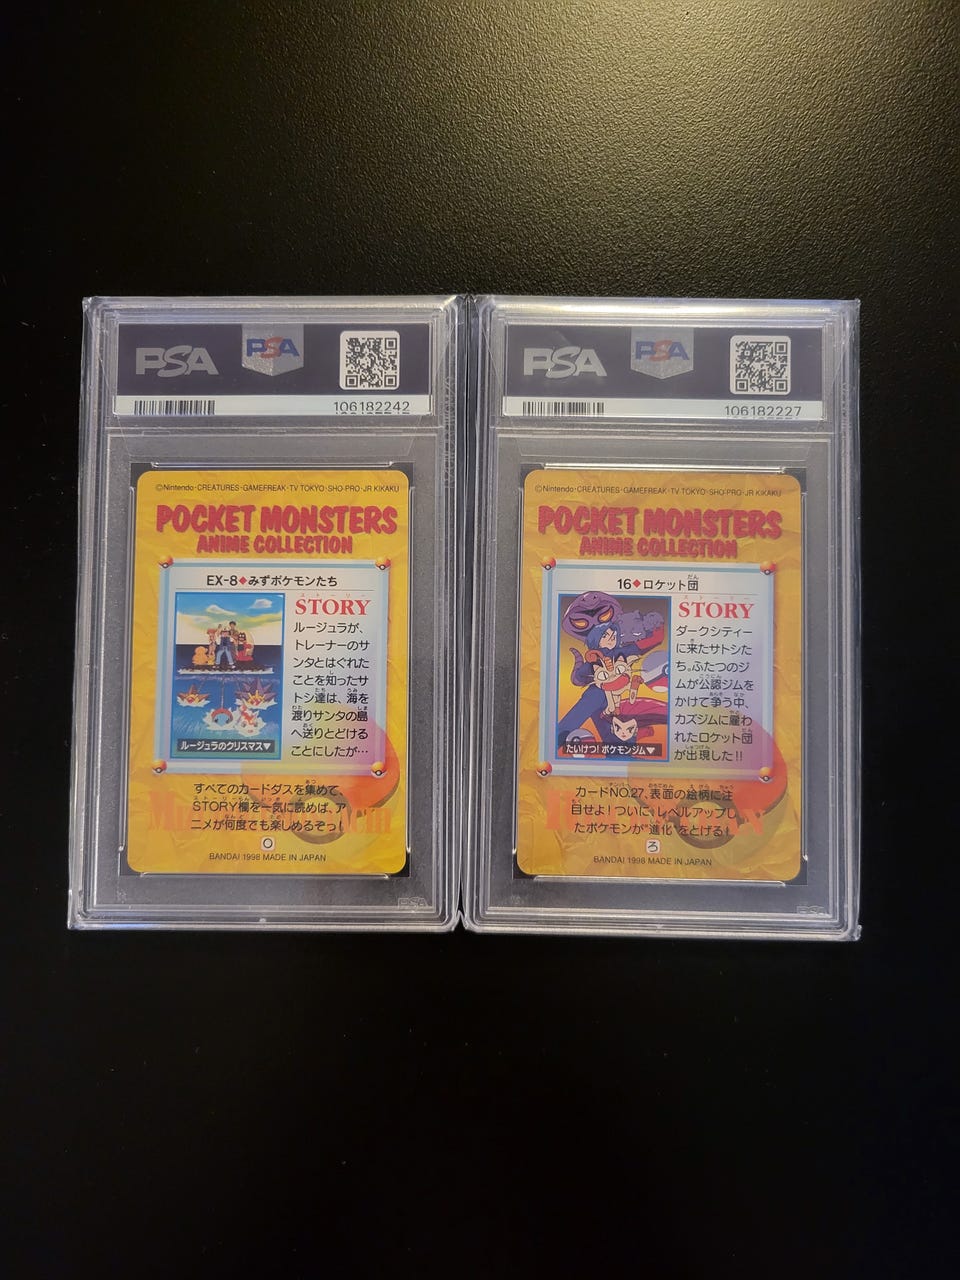 PSA
PSA
106182242
©Nintendo・CREATURES・GAMEFREAK・TV TOKYO・SHO-PRO・JR KIKAKU
POCKET MONSTERS
ANIME COLLECTION
EX-8◆みずポケモンたち
ストーリー
STORY
ルージュラが、
トレーナーのサ
ンタとはぐれた
ことを知ったサ
トシ達は、海を
渡りサンタの島
へ送りとどける
ことにしたが…
ルージュラのクリスマス▼
すべてのカードダスを集めて、
STORY欄を一気に読めば、ア
ニメが何度でも楽しめるぞっ!
O
BANDAI 1998 MADE IN JAPAN
PSA
PSA
PSA
106182227
©Nintendo・CREATURES・GAMEFREAK・TV TOKYO・SHO-PRO・JR KIKAKU
POCKET MONSTERS
ANIME COLLECTION
16◆ロケット団
ストーリー
STORY
ダークシティー
に来たサトシた
ち。ふたつのジ
ムが公認ジムを
かけて争う中、
カズジムに雇わ
れたロケット団
が出現した!!
たいけつ!ポケモンジム▼
カードNO.27、表面の絵柄に注
目せよ!ついに、レベルアップし
たポケモンが"進化"をとげる!
ろ
BANDAI 1998 MADE IN JAPAN
PSA